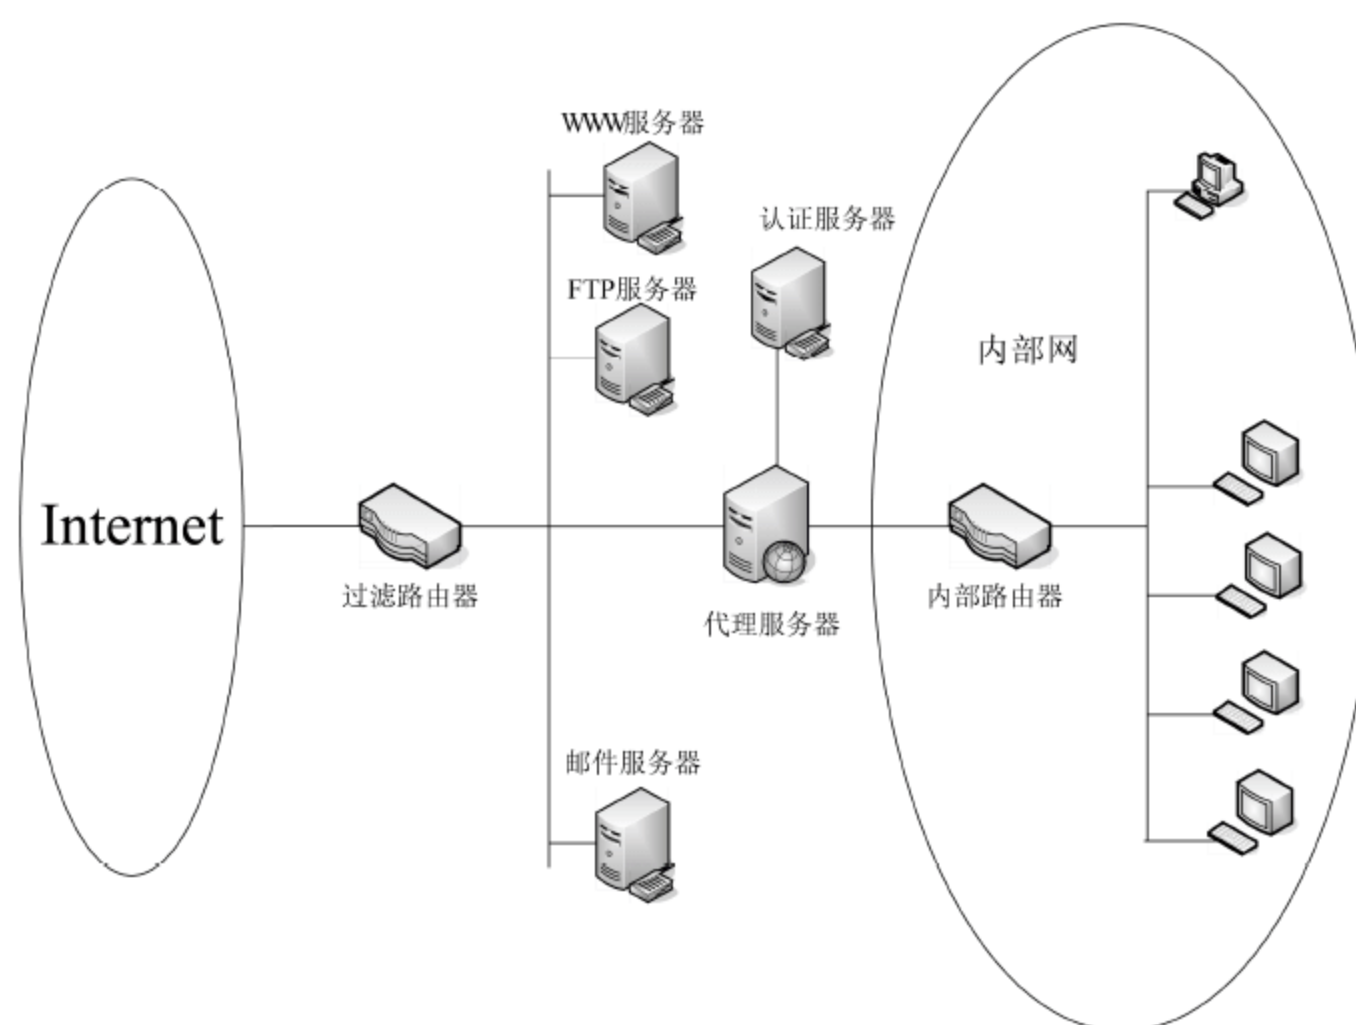 WWW服务器
认证服务器
FTP服务器
内部网
Internet
过滤路由器
内部路由器
代理服务器
邮件服务器